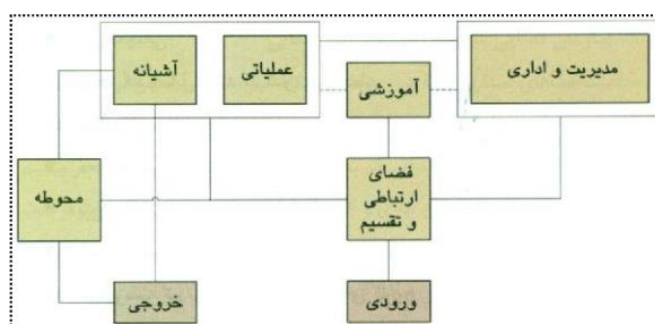 مدیریت و اداری
عملیاتی
آشیانه
آموزشی
فضای
ارتباطی
و تقسیم
محوطه
ورودی
خروجی